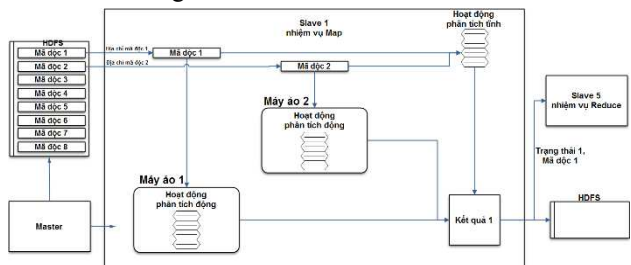 HDFS
Mã độc 1
Mã độc 2
Mã độc 3
Mã độc 4
Mã độc 5
Mã độc 6
Mã độc 7
Mã độc 8
Master
Địa chỉ mã độc 1
Địa chỉ mã độc 2
Slave 1
nhiệm vụ Map
Mã độc 1
Mã độc 2
Hoạt động
phân tích tĩnh
Máy ảo 2
Hoạt động
phân tích động
Máy ảo 1
Hoạt động
phân tích động
Kết quả 1
Slave 5
nhiệm vụ Reduce
Trạng thái 1,
Mã độc 1
HDFS